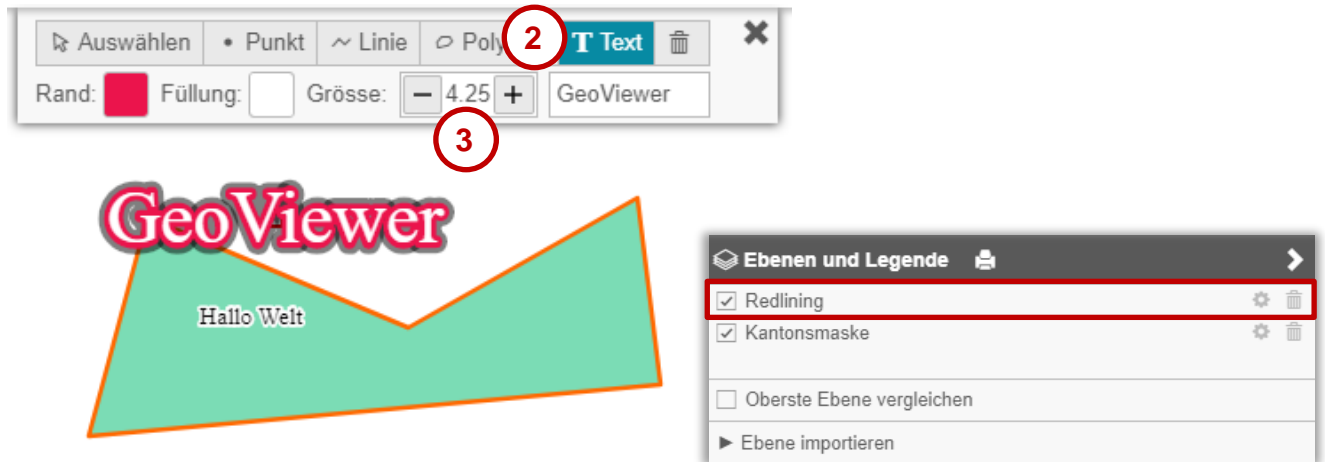 Auswählen • Punkt Linie Poly 2 T Text
Rand: Füllung: Grösse: − 4.25 + GeoViewer
3
GeoViewer
Hallo Welt
Ebenen und Legende
Redlining
Kantonsmaske
Oberste Ebene vergleichen
Ebene importieren